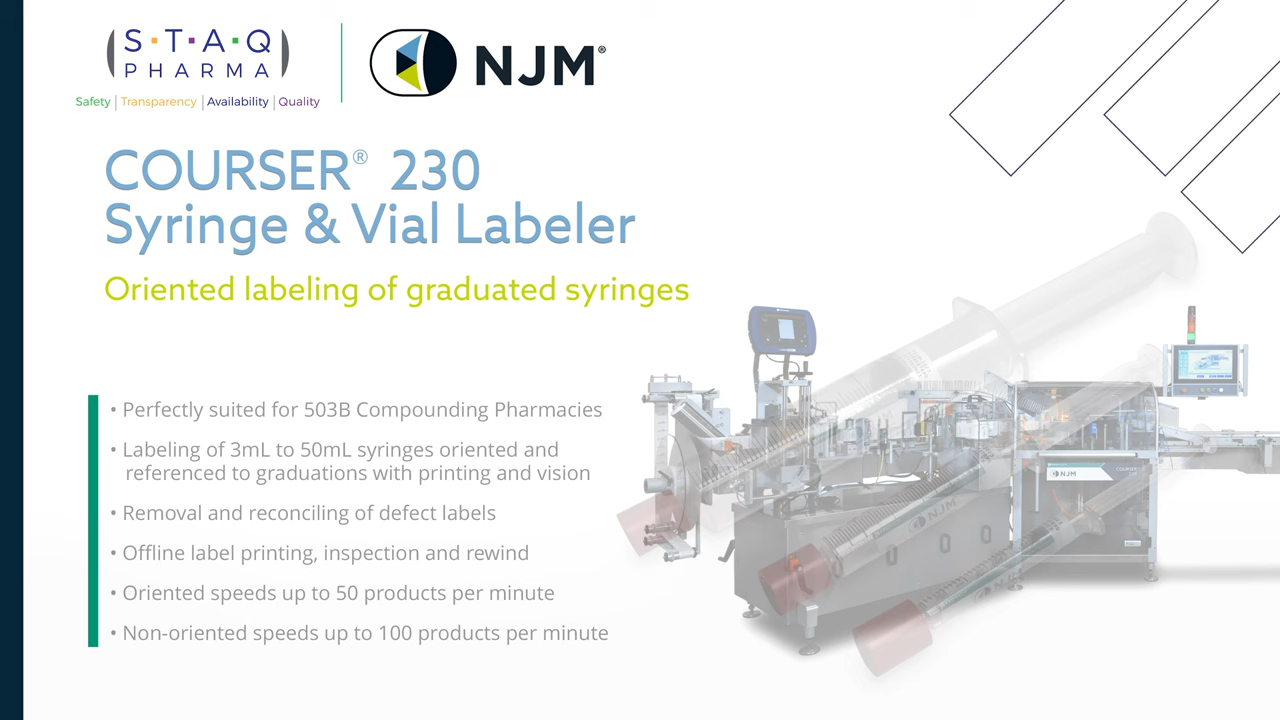 S·T·A·Q
PHARMA
Safety | Transparency | Availability | Quality
NJM®
COURSER® 230
Syringe & Vial Labeler
Oriented labeling of graduated syringes
• Perfectly suited for 503B Compounding Pharmacies
• Labeling of 3mL to 50mL syringes oriented and
referenced to graduations with printing and vision
• Removal and reconciling of defect labels
• Offline label printing, inspection and rewind
• Oriented speeds up to 50 products per minute
• Non-oriented speeds up to 100 products per minute
NJM
COURSER
NJM